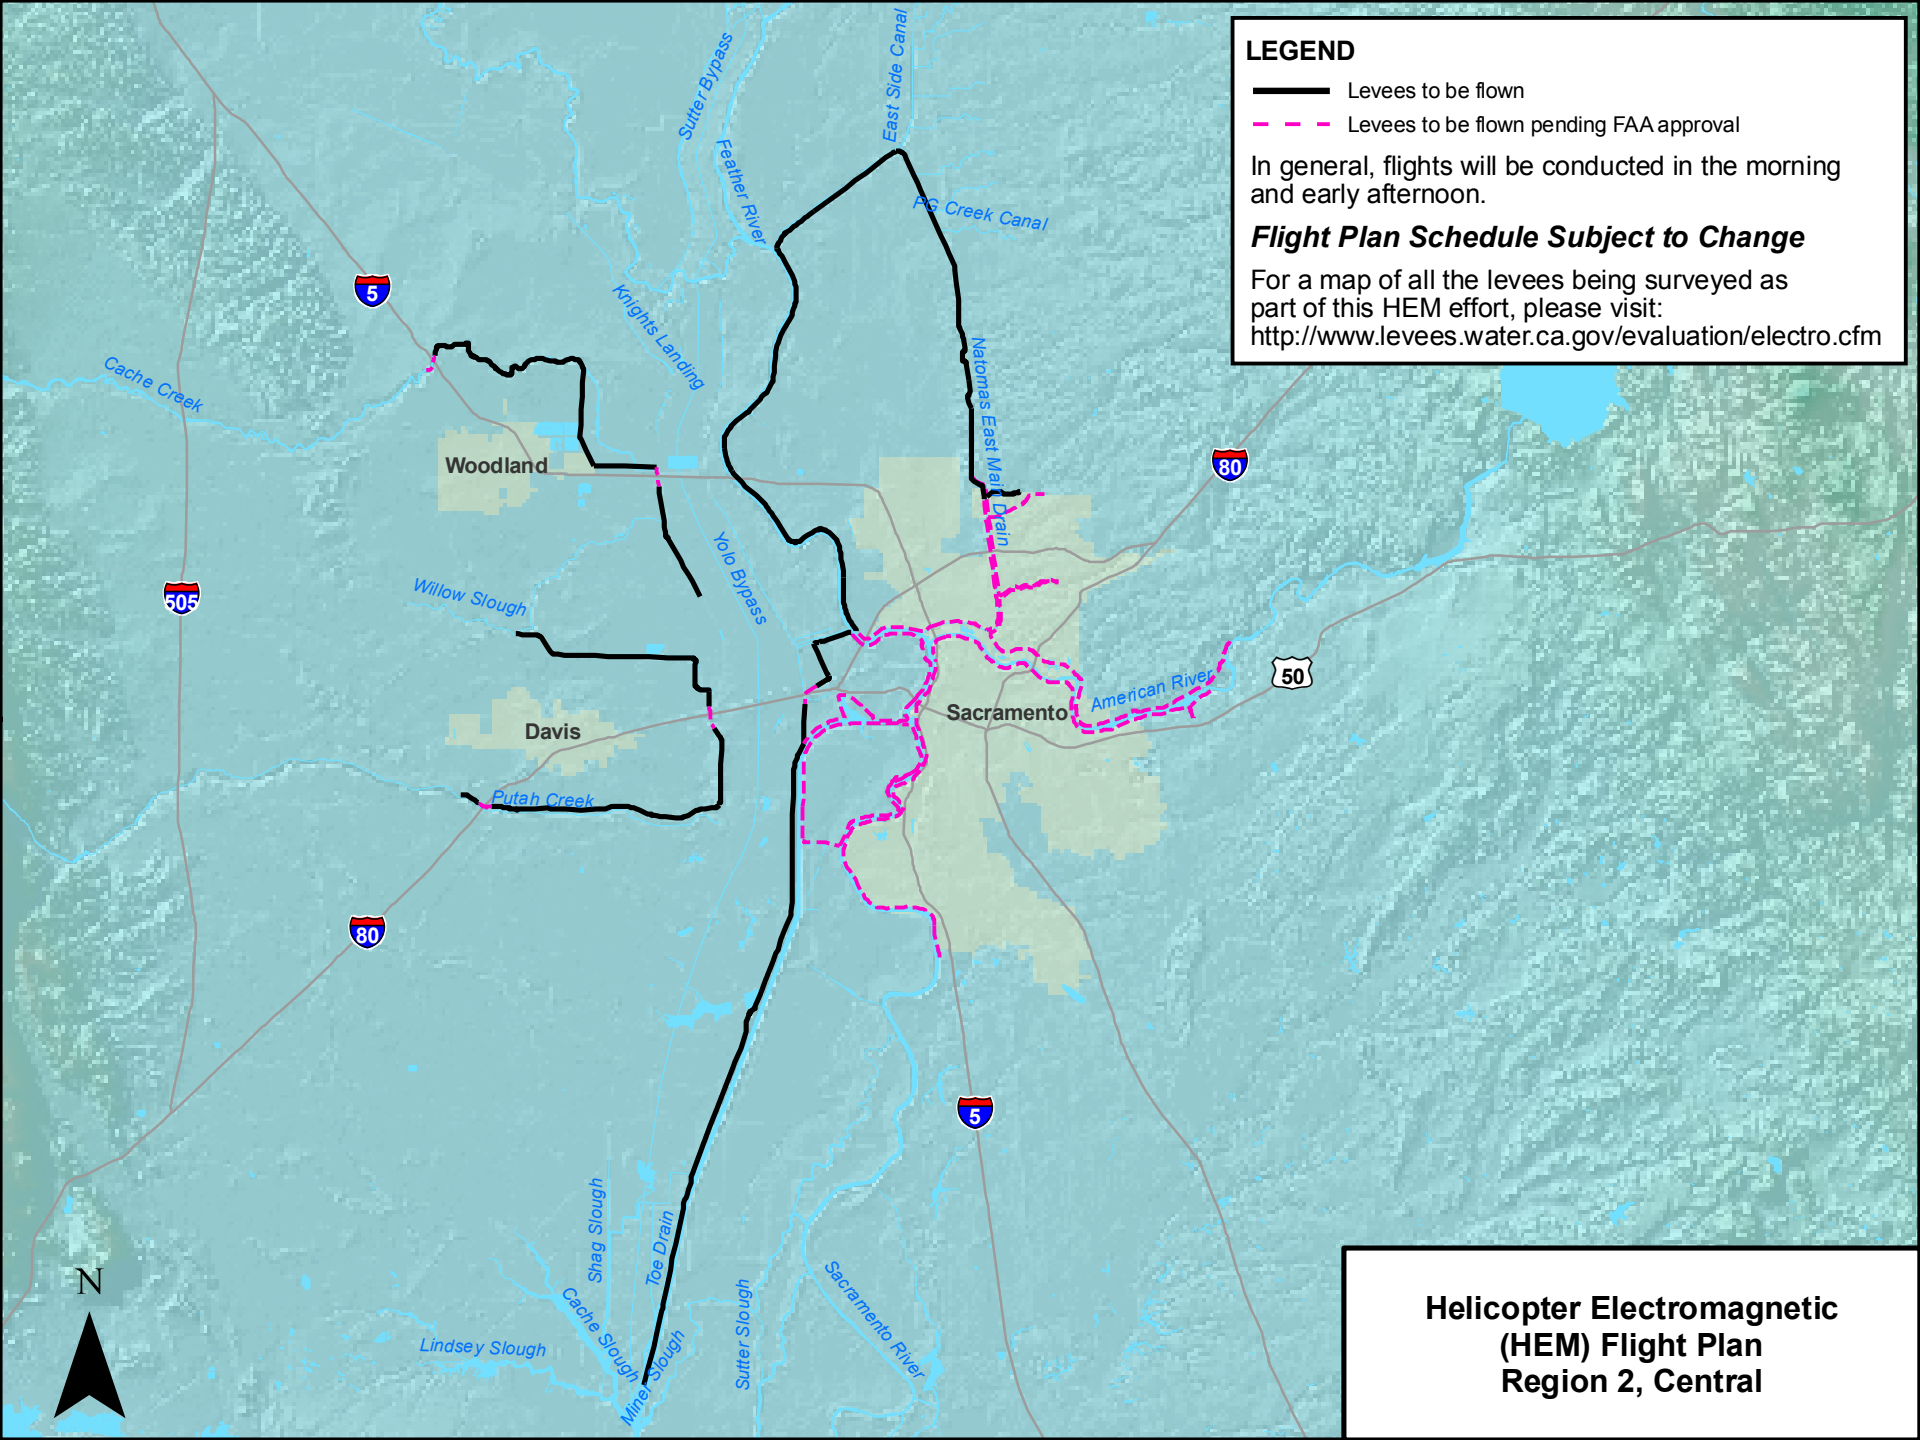 LEGEND
Levees to be flown
Levees to be flown pending FAA approval
In general, flights will be conducted in the morning
and early afternoon.
Flight Plan Schedule Subject to Change
For a map of all the levees being surveyed as
part of this HEM effort, please visit:
http://www.levees.water.ca.gov/evaluation/electro.cfm
East Side Canal
Sutter Bypass
Feather River
PG Creek Canal
5
Knights Landing
Natomas East Main Drain
Cache Creek
Woodland
80
Yolo Bypass
Willow Slough
505
50
American River
Sacramento
Davis
Putah Creek
80
5
Shag Slough
Toe Drain
Cache Slough
Sutter Slough
Sacramento River
Lindsey Slough
Miner Slough
N
Helicopter Electromagnetic
(HEM) Flight Plan
Region 2, Central